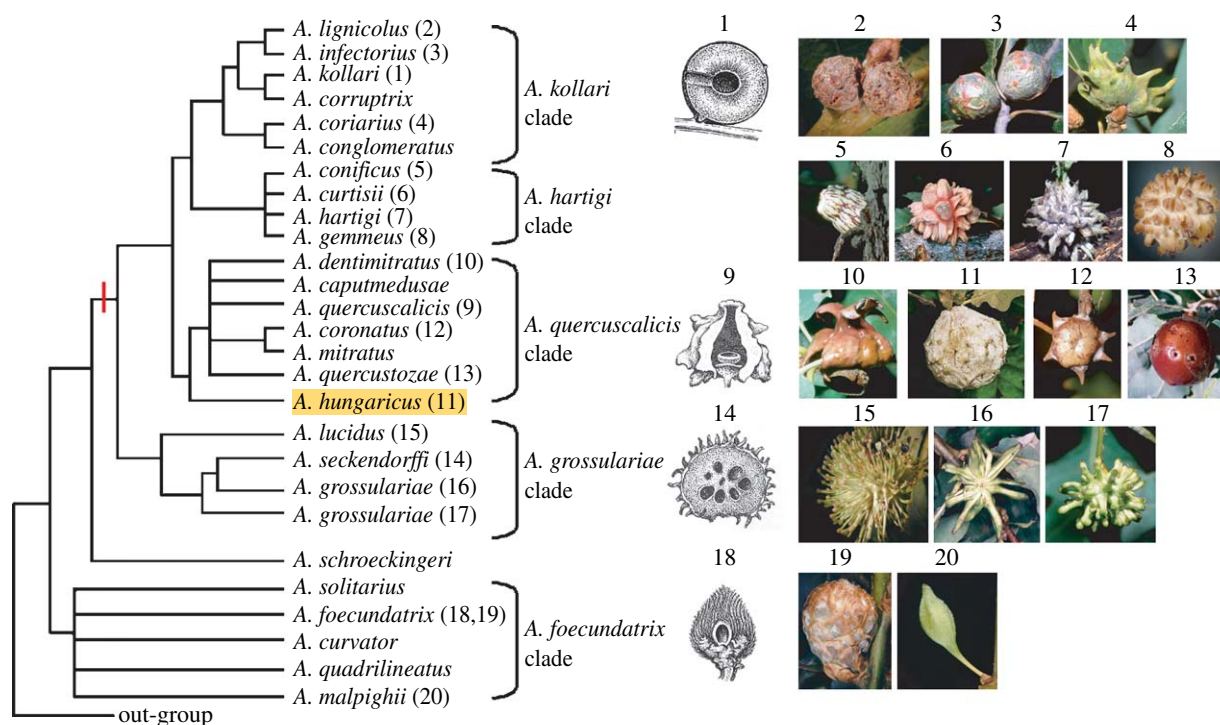 A. lignicolus (2)
A. infectorius (3)
A. kollari (1)
A. corruptrix
A. coriarius (4)
A. conglomeratus
A. kollari
clade
A. conificus (5)
A. curtisii (6)
A. hartigi (7)
A. gemmeus (8)
A. hartigi
clade
A. dentimitratus (10)
A. caputmedusae
A. quercuscalicis (9)
A. coronatus (12)
A. mitratus
A. quercustozae (13)
A. hungaricus (11)
A. quercuscalicis
clade
A. lucidus (15)
A. seckendorffi (14)
A. grossulariae (16)
A. grossulariae (17)
A. grossulariae
clade
A. schroeckingeri
A. solitarius
A. foecundatrix (18,19)
A. curvator
A. quadrilineatus
A. malpighii (20)
A. foecundatrix
clade
out-group
1 2 3 4
5 6 7 8
9 10 11 12 13
14 15 16 17
18 19 20